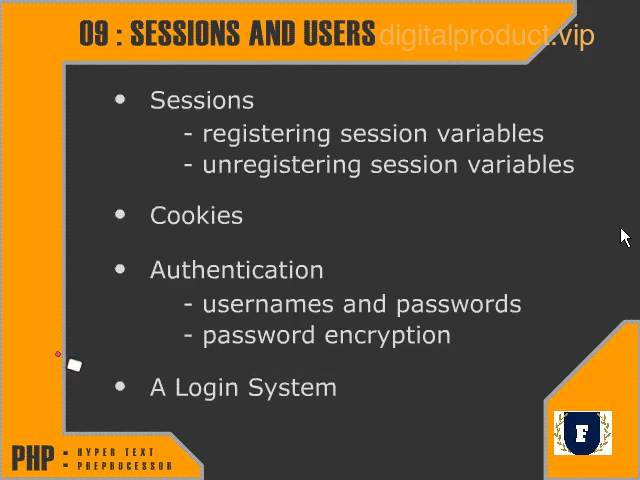 09 : SESSIONS AND USERS
digitalproduct.vip
• Sessions
- registering session variables
- unregistering session variables
• Cookies
• Authentication
- usernames and passwords
- password encryption
• A Login System
PHP : HYPER TEXT
: PREPROCESSOR
F